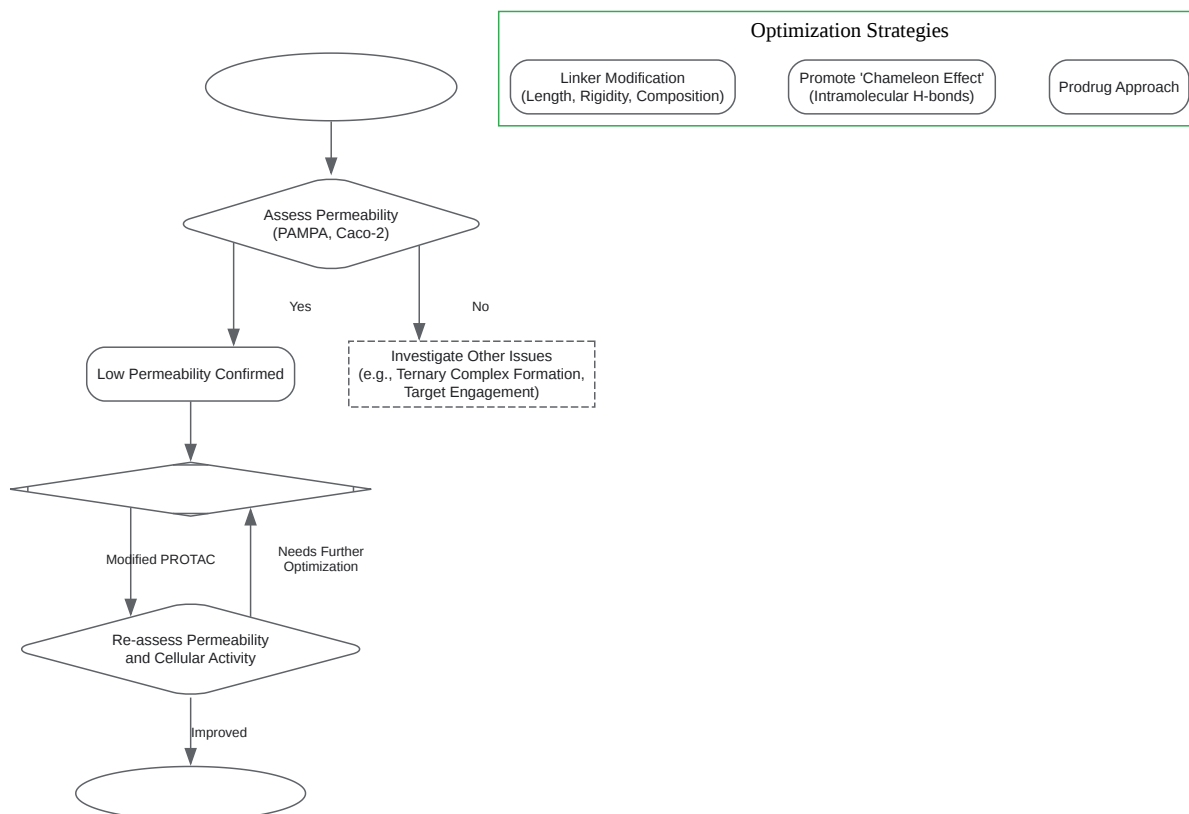 Optimization Strategies
Linker Modification
(Length, Rigidity, Composition)
Promote 'Chameleon Effect'
(Intramolecular H-bonds)
Prodrug Approach
Assess Permeability
(PAMPA, Caco-2)
Yes
No
Low Permeability Confirmed
Investigate Other Issues
(e.g., Ternary Complex Formation,
Target Engagement)
Modified PROTAC
Needs Further
Optimization
Re-assess Permeability
and Cellular Activity
Improved